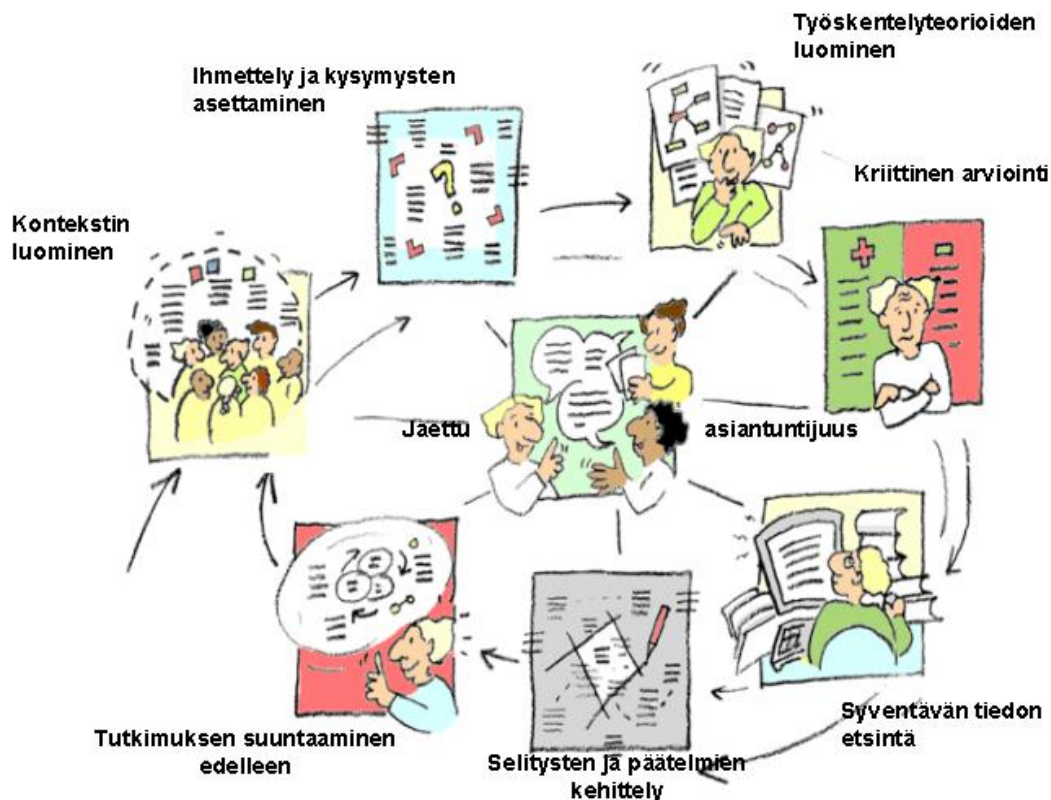 Työskentelyteorioiden
luominen
Ihmettely ja kysymysten
asettaminen
Kriittinen arviointi
Kontekstin
luominen
?
Jaettu asiantuntijuus
Syventävän tiedon
etsintä
Tutkimuksen suuntaaminen
edelleen
Selitysten ja päätelmien
kehittely